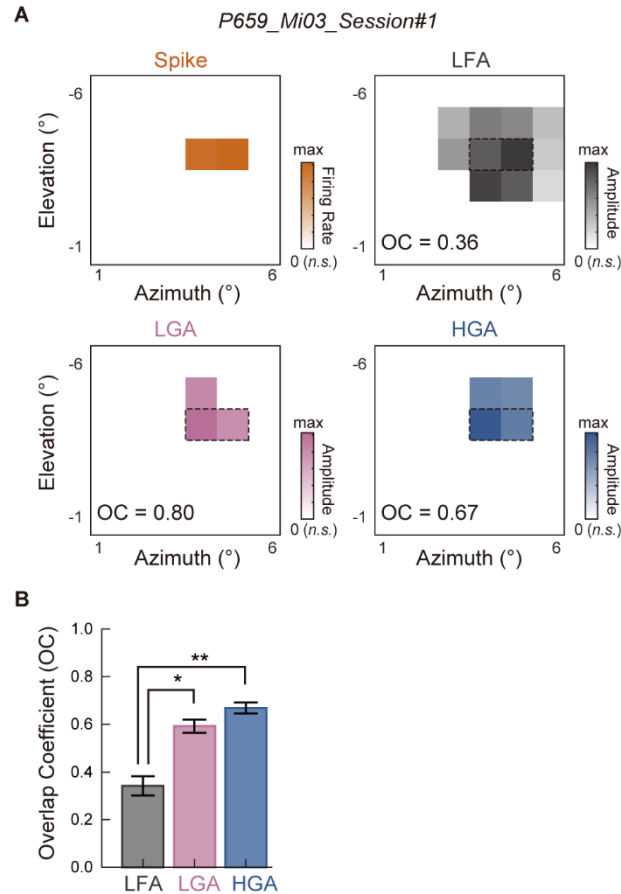 A
P659_Mi03_Session#1
Spike
Elevation (°)
-6
-1
1
6
Azimuth (°)
max
Firing Rate
0 (n.s.)
LFA
-6
-1
1
6
Elevation (°)
Azimuth (°)
OC = 0.36
max
Amplitude
0 (n.s.)
LGA
Elevation (°)
-6
-1
1
6
Azimuth (°)
OC = 0.80
max
Amplitude
0 (n.s.)
HGA
Elevation (°)
-6
-1
1
6
Azimuth (°)
OC = 0.67
max
Amplitude
0 (n.s.)
B
Overlap Coefficient (OC)
1.0
0.8
0.6
0.4
0.2
0.0
**
*
LFA
LGA
HGA